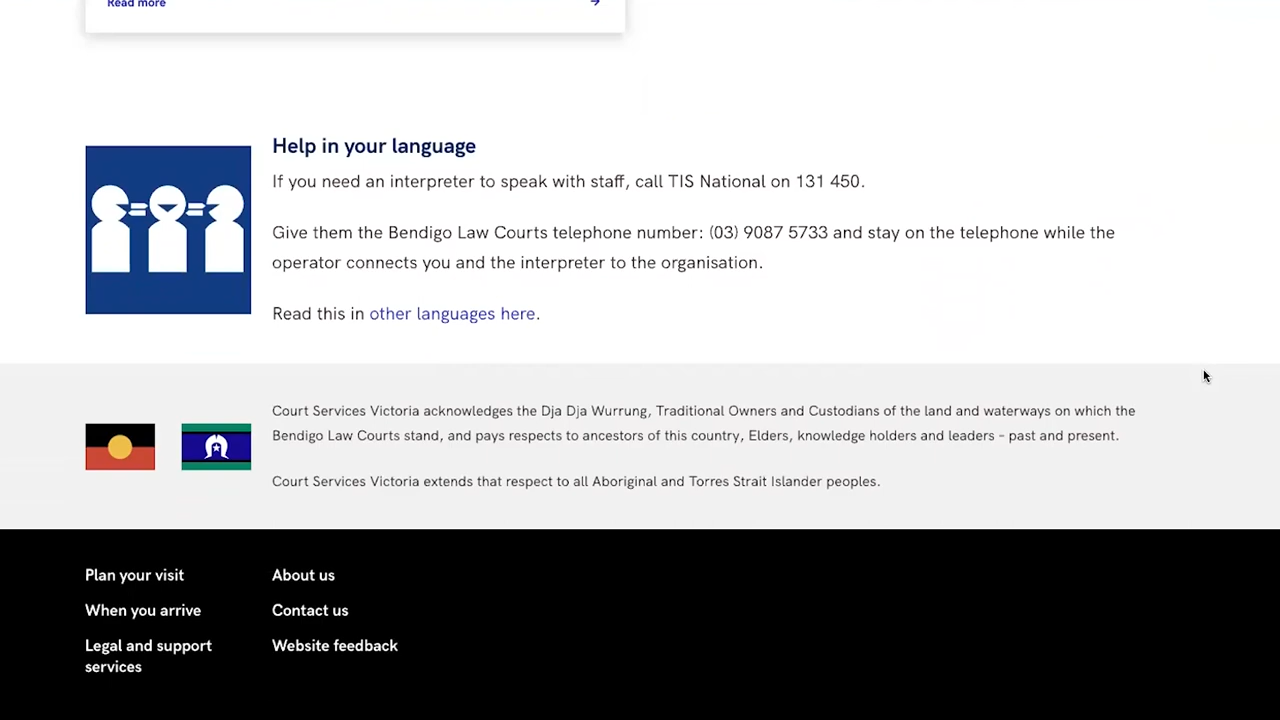 Read more
Help in your language
If you need an interpreter to speak with staff, call TIS National on 131 450.
Give them the Bendigo Law Courts telephone number: (03) 9087 5733 and stay on the telephone while the
operator connects you and the interpreter to the organisation.
Read this in other languages here.
Court Services Victoria acknowledges the Dja Dja Wurrung, Traditional Owners and Custodians of the land and waterways on which the
Bendigo Law Courts stand, and pays respects to ancestors of this country, Elders, knowledge holders and leaders – past and present.
Court Services Victoria extends that respect to all Aboriginal and Torres Strait Islander peoples.
Plan your visit
When you arrive
Legal and support
services
About us
Contact us
Website feedback